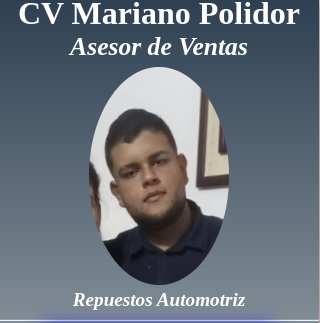 CV Mariano Polidor
Asesor de Ventas
Repuestos Automotriz